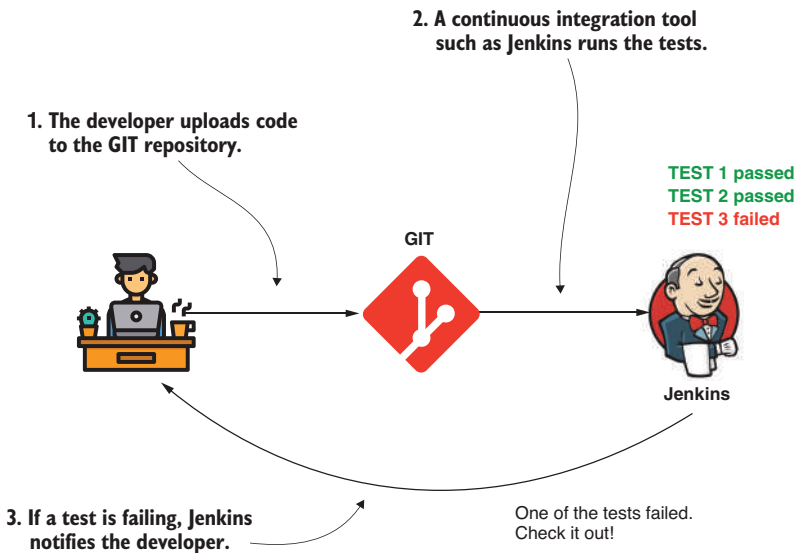 2. A continuous integration tool
such as Jenkins runs the tests.
1. The developer uploads code
to the GIT repository.
TEST 1 passed
TEST 2 passed
TEST 3 failed
GIT
Jenkins
3. If a test is failing, Jenkins
notifies the developer.
One of the tests failed.
Check it out!